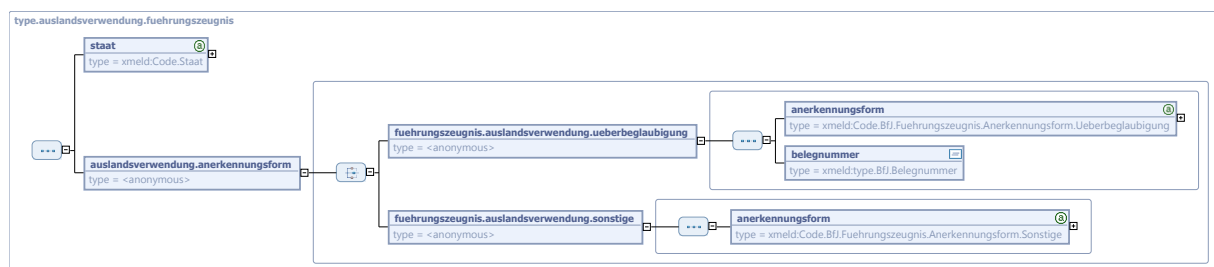 type.auslandsverwendung.fuehrungszeugnis
staat
type = xmeld:Code.Staat
auslandsverwendung.anerkennungsform
type = <anonymous>
fuehrungszeugnis.auslandsverwendung.ueberbeglaubigung
type = <anonymous>
anerkennungsform
type = xmeld:Code.BfJ.Fuehrungszeugnis.Anerkennungsform.Ueberbeglaubigung
belegnummer
type = xmeld:type.BfJ.Belegnummer
fuehrungszeugnis.auslandsverwendung.sonstige
type = <anonymous>
anerkennungsform
type = xmeld:Code.BfJ.Fuehrungszeugnis.Anerkennungsform.Sonstige